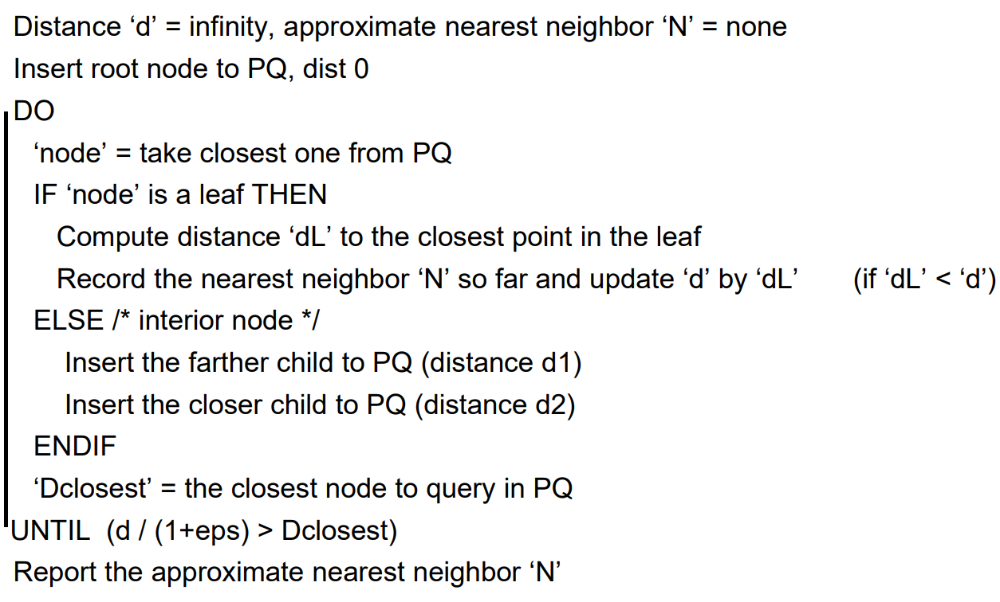 Distance ‘d’ = infinity, approximate nearest neighbor ‘N’ = none
Insert root node to PQ, dist 0
DO
‘node’ = take closest one from PQ
IF ‘node’ is a leaf THEN
Compute distance ‘dL’ to the closest point in the leaf
Record the nearest neighbor ‘N’ so far and update ‘d’ by ‘dL’ (if ‘dL’ < ‘d’)
ELSE /* interior node */
Insert the farther child to PQ (distance d1)
Insert the closer child to PQ (distance d2)
ENDIF
‘Dclosest’ = the closest node to query in PQ
UNTIL (d / (1+eps) > Dclosest)
Report the approximate nearest neighbor ‘N’